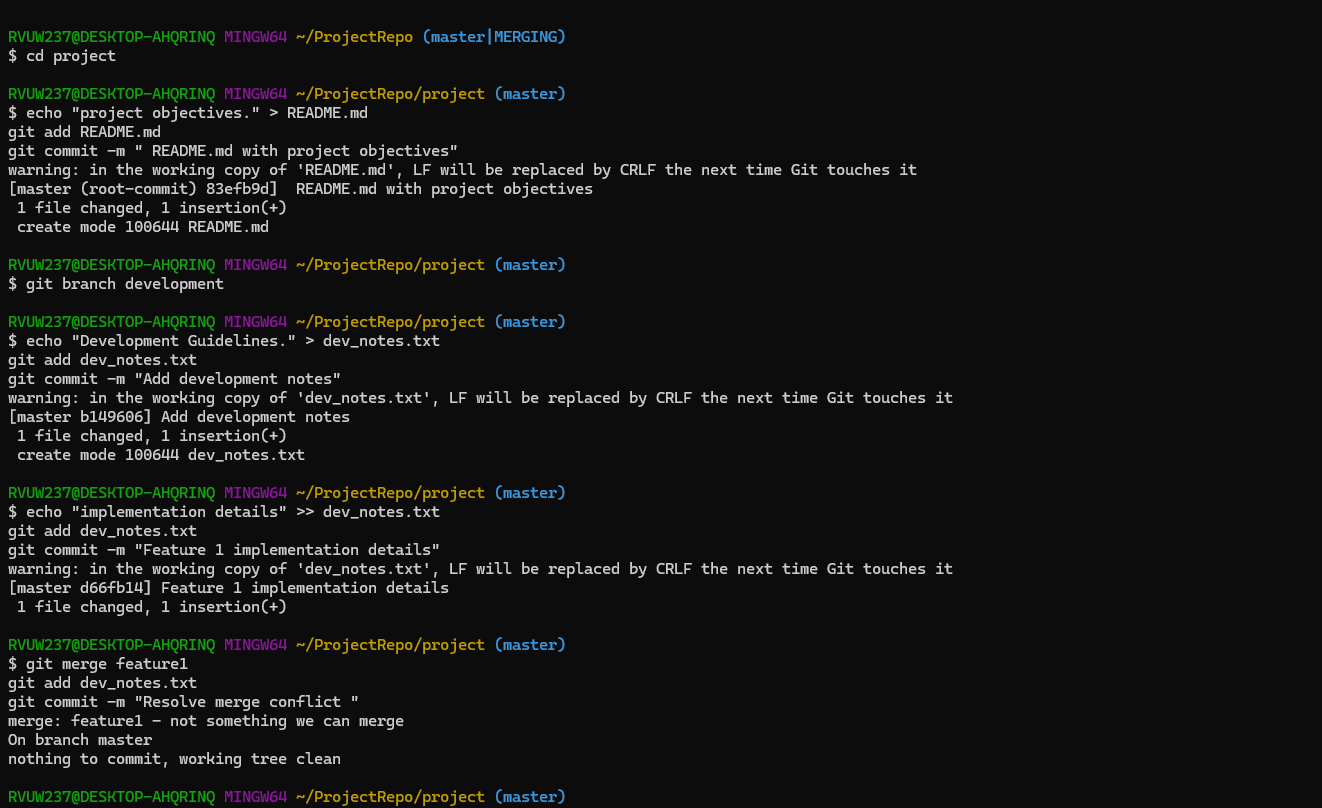 RVUW237@DESKTOP-AHQRINQ MINGW64 ~/ProjectRepo (master|MERGING)
$ cd project
RVUW237@DESKTOP-AHQRINQ MINGW64 ~/ProjectRepo/project (master)
$ echo "project objectives." > README.md
git add README.md
git commit -m " README.md with project objectives"
warning: in the working copy of 'README.md', LF will be replaced by CRLF the next time Git touches it
[master (root-commit) 83efb9d]  README.md with project objectives
 1 file changed, 1 insertion(+)
 create mode 100644 README.md
RVUW237@DESKTOP-AHQRINQ MINGW64 ~/ProjectRepo/project (master)
$ git branch development
RVUW237@DESKTOP-AHQRINQ MINGW64 ~/ProjectRepo/project (master)
$ echo "Development Guidelines." > dev_notes.txt
git add dev_notes.txt
git commit -m "Add development notes"
warning: in the working copy of 'dev_notes.txt', LF will be replaced by CRLF the next time Git touches it
[master b149606] Add development notes
 1 file changed, 1 insertion(+)
 create mode 100644 dev_notes.txt
RVUW237@DESKTOP-AHQRINQ MINGW64 ~/ProjectRepo/project (master)
$ echo "implementation details" >> dev_notes.txt
git add dev_notes.txt
git commit -m "Feature 1 implementation details"
warning: in the working copy of 'dev_notes.txt', LF will be replaced by CRLF the next time Git touches it
[master d66fb14] Feature 1 implementation details
 1 file changed, 1 insertion(+)
RVUW237@DESKTOP-AHQRINQ MINGW64 ~/ProjectRepo/project (master)
$ git merge feature1
git add dev_notes.txt
git commit -m "Resolve merge conflict "
merge: feature1 - not something we can merge
On branch master
nothing to commit, working tree clean
RVUW237@DESKTOP-AHQRINQ MINGW64 ~/ProjectRepo/project (master)